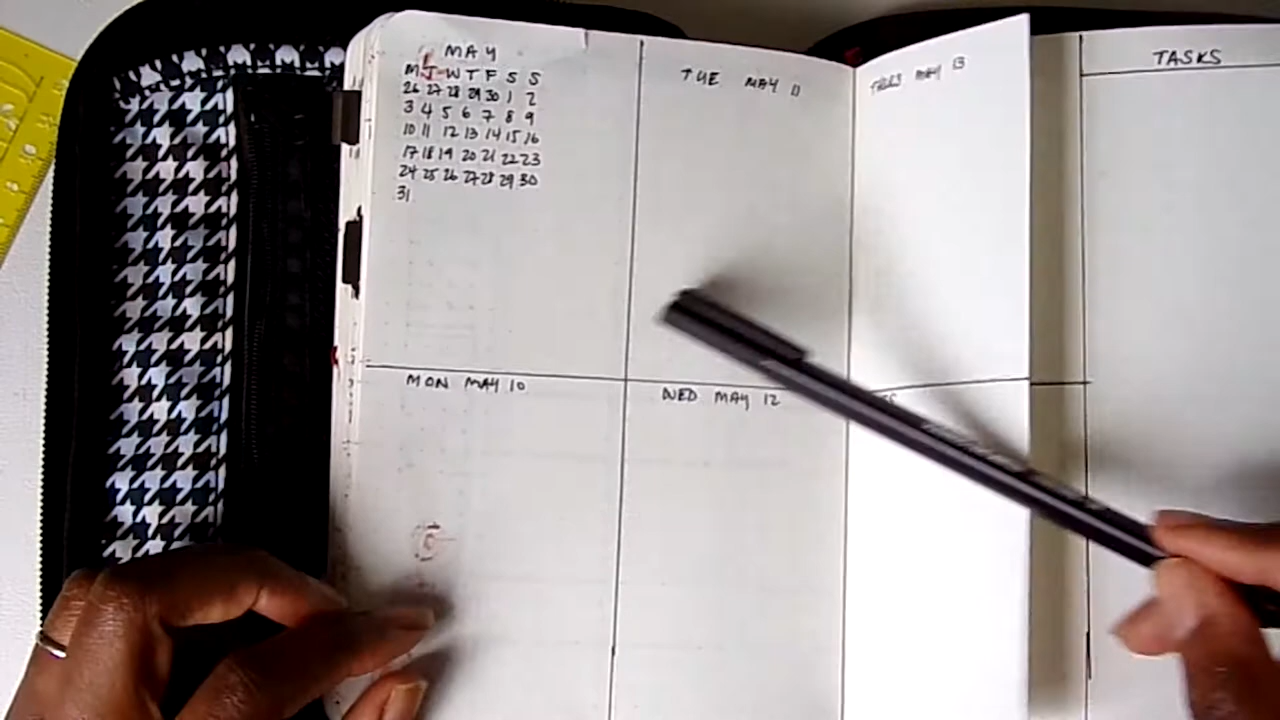 MAY
M T W T F S S
26 27 28 29 30 1 2
3 4 5 6 7 8 9
10 11 12 13 14 15 16
17 18 19 20 21 22 23
24 25 26 27 28 29 30
31
MON MAY 10
TUE MAY 11
WED MAY 12
THURS MAY 13
TASKS